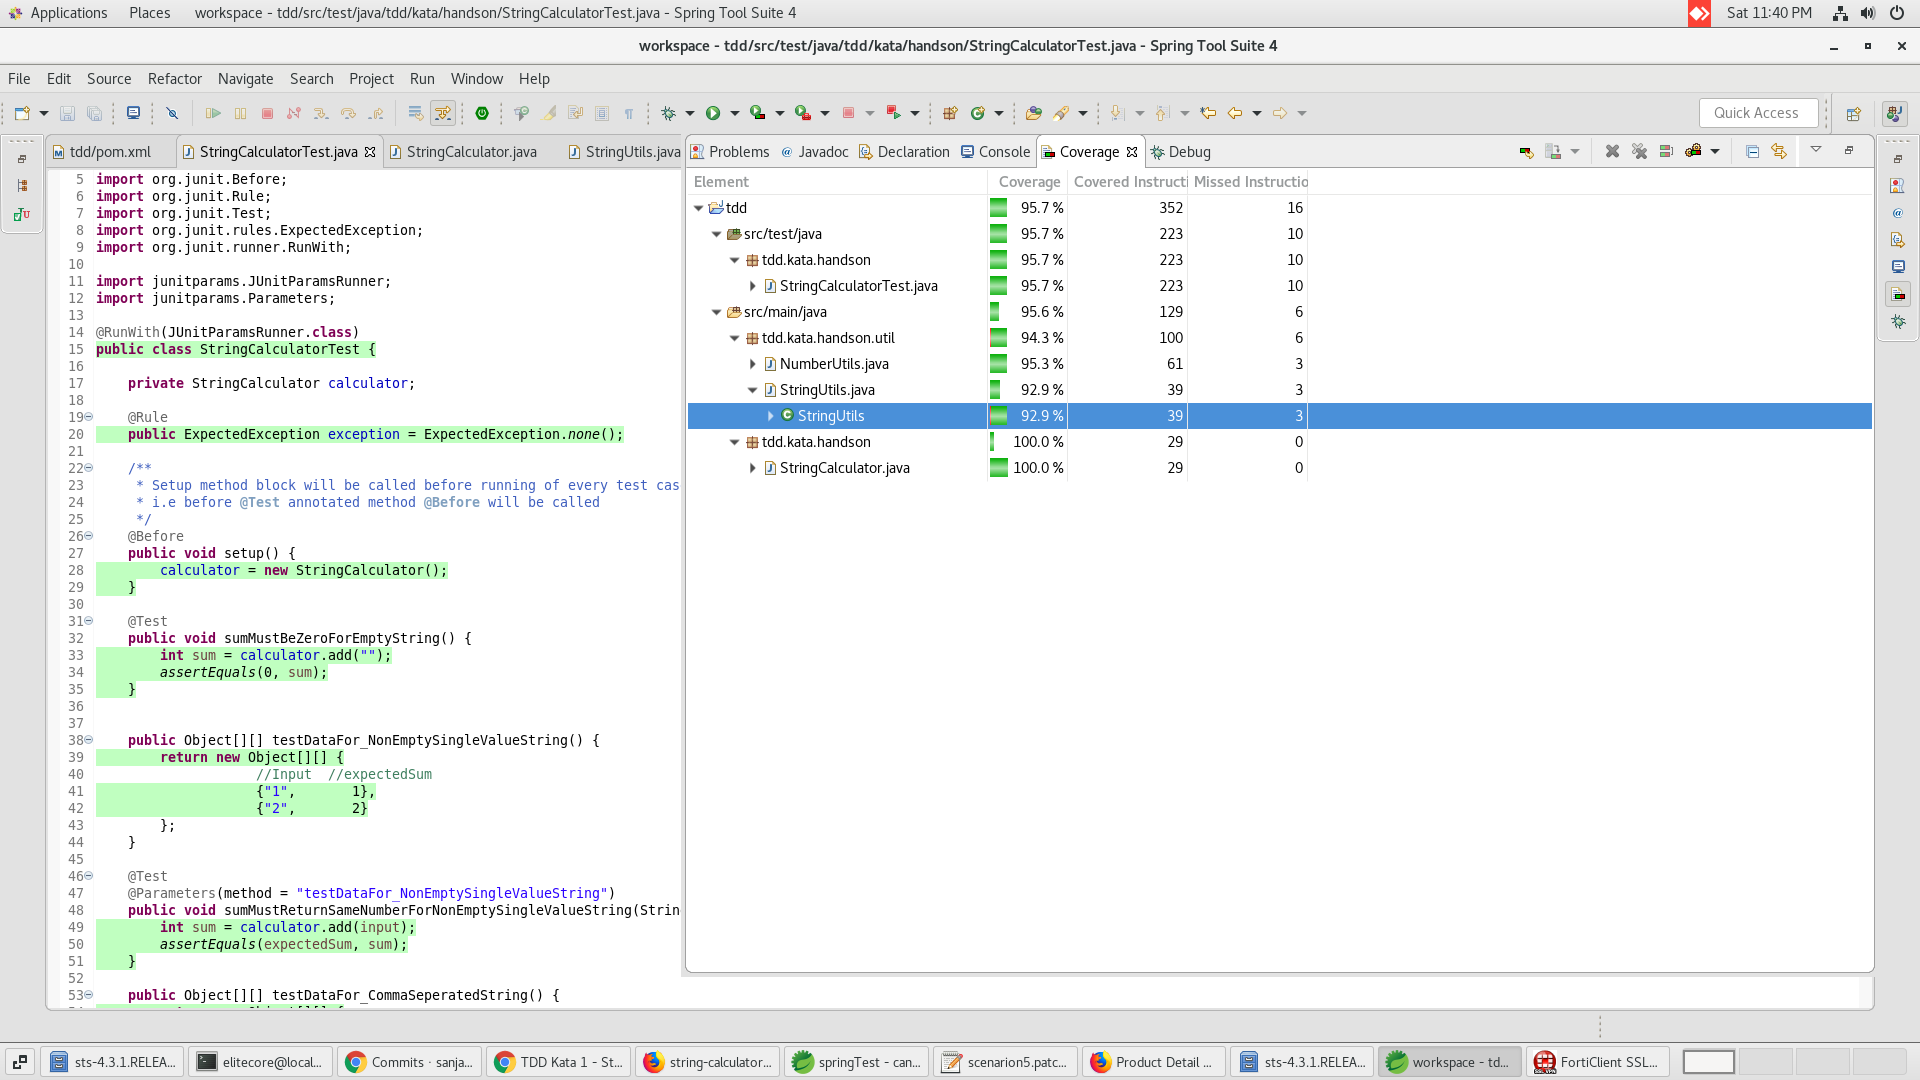 Applications Places workspace - tdd/src/test/java/tdd/kata/handson/StringCalculatorTest.java - Spring Tool Suite 4 Sat 11:40 PM
workspace - tdd/src/test/java/tdd/kata/handson/StringCalculatorTest.java - Spring Tool Suite 4
File Edit Source Refactor Navigate Search Project Run Window Help
Quick Access
tdd/pom.xml StringCalculatorTest.java StringCalculator.java StringUtils.java
5 import org.junit.Before;
6 import org.junit.Rule;
7 import org.junit.Test;
8 import org.junit.rules.ExpectedException;
9 import org.junit.runner.RunWith;
10
11 import junitparams.JUnitParamsRunner;
12 import junitparams.Parameters;
13
14 @RunWith(JUnitParamsRunner.class)
15 public class StringCalculatorTest {
16
17 private StringCalculator calculator;
18
19 @Rule
20 public ExpectedException exception = ExpectedException.none();
21
22 /**
23 * Setup method block will be called before running of every test cas
24 * i.e before @Test annotated method @Before will be called
25 */
26 @Before
27 public void setup() {
28 calculator = new StringCalculator();
29 }
30
31 @Test
32 public void sumMustBeZeroForEmptyString() {
33 int sum = calculator.add("");
34 assertEquals(0, sum);
35 }
36
37
38 public Object[][] testDataFor_NonEmptySingleValueString() {
39 return new Object[][] {
40 //Input //expectedSum
41 {"1", 1},
42 {"2", 2}
43 };
44 }
45
46 @Test
47 @Parameters(method = "testDataFor_NonEmptySingleValueString")
48 public void sumMustReturnSameNumberForNonEmptySingleValueString(Strin
49 int sum = calculator.add(input);
50 assertEquals(expectedSum, sum);
51 }
52
53 public Object[][] testDataFor_CommaSeperatedString() {
Problems Javadoc Declaration Console Coverage Debug
Element Coverage Covered Instructi Missed Instructio
tdd 95.7 % 352 16
src/test/java 95.7 % 223 10
tdd.kata.handson 95.7 % 223 10
StringCalculatorTest.java 95.7 % 223 10
src/main/java 95.6 % 129 6
tdd.kata.handson.util 94.3 % 100 6
NumberUtils.java 95.3 % 61 3
StringUtils.java 92.9 % 39 3
StringUtils 92.9 % 39 3
tdd.kata.handson 100.0 % 29 0
StringCalculator.java 100.0 % 29 0
sts-4.3.1.RELEA... elitecore@local... Commits · sanja... TDD Kata 1 - St... string-calculator... springTest - can... scenarion5.patc... Product Detail ... sts-4.3.1.RELEA... workspace - td... FortiClient SSL...